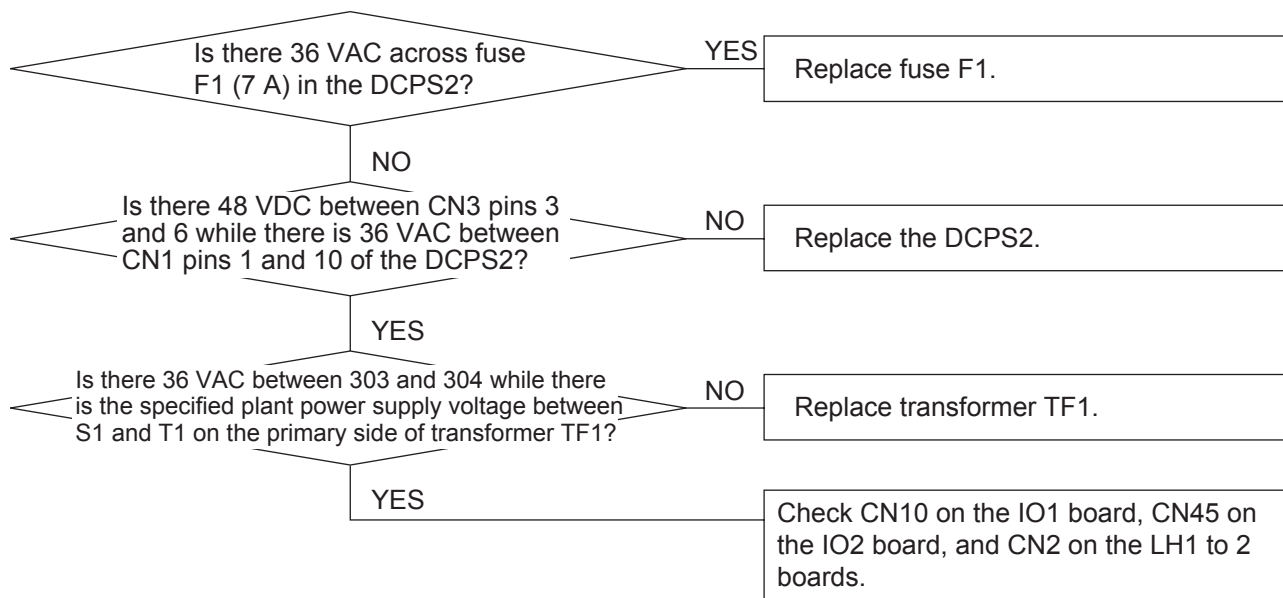 Is there 36 VAC across fuse
F1 (7 A) in the DCPS2?
YES
Replace fuse F1.
NO
Is there 48 VDC between CN3 pins 3
and 6 while there is 36 VAC between
CN1 pins 1 and 10 of the DCPS2?
NO
Replace the DCPS2.
YES
Is there 36 VAC between 303 and 304 while there
is the specified plant power supply voltage between
S1 and T1 on the primary side of transformer TF1?
NO
Replace transformer TF1.
YES
Check CN10 on the IO1 board, CN45 on
the IO2 board, and CN2 on the LH1 to 2
boards.